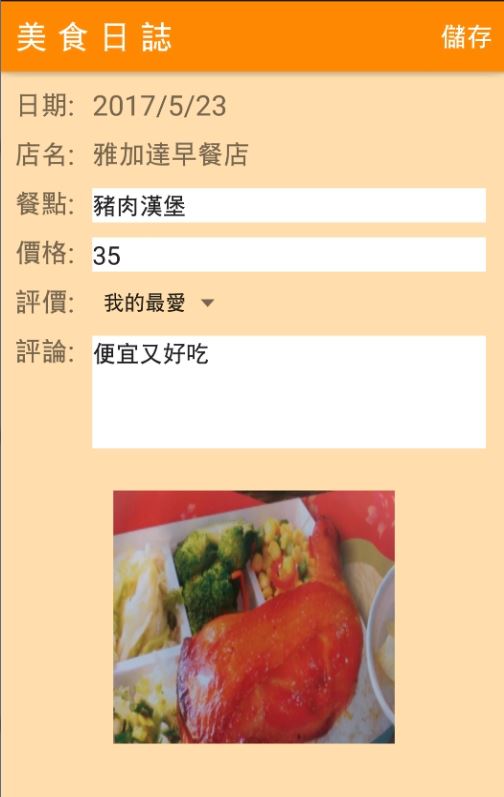 美食日誌 儲存
日期: 2017/5/23
店名: 雅加達早餐店
餐點: 豬肉漢堡
價格: 35
評價: 我的最愛
評論: 便宜又好吃